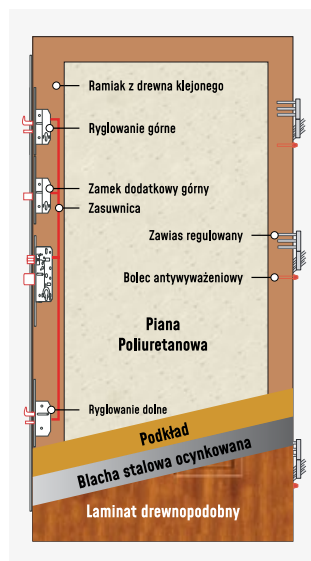 Ramiak z drewna klejonego
Ryglowanie górne
Zamek dodatkowy górny
Zasuwnica
Zawias regulowany
Bolec antywyważeniowy
Piana
Poliuretanowa
Ryglowanie dolne
Podkład
Blacha stalowa ocynkowana
Laminat drewnopodobny